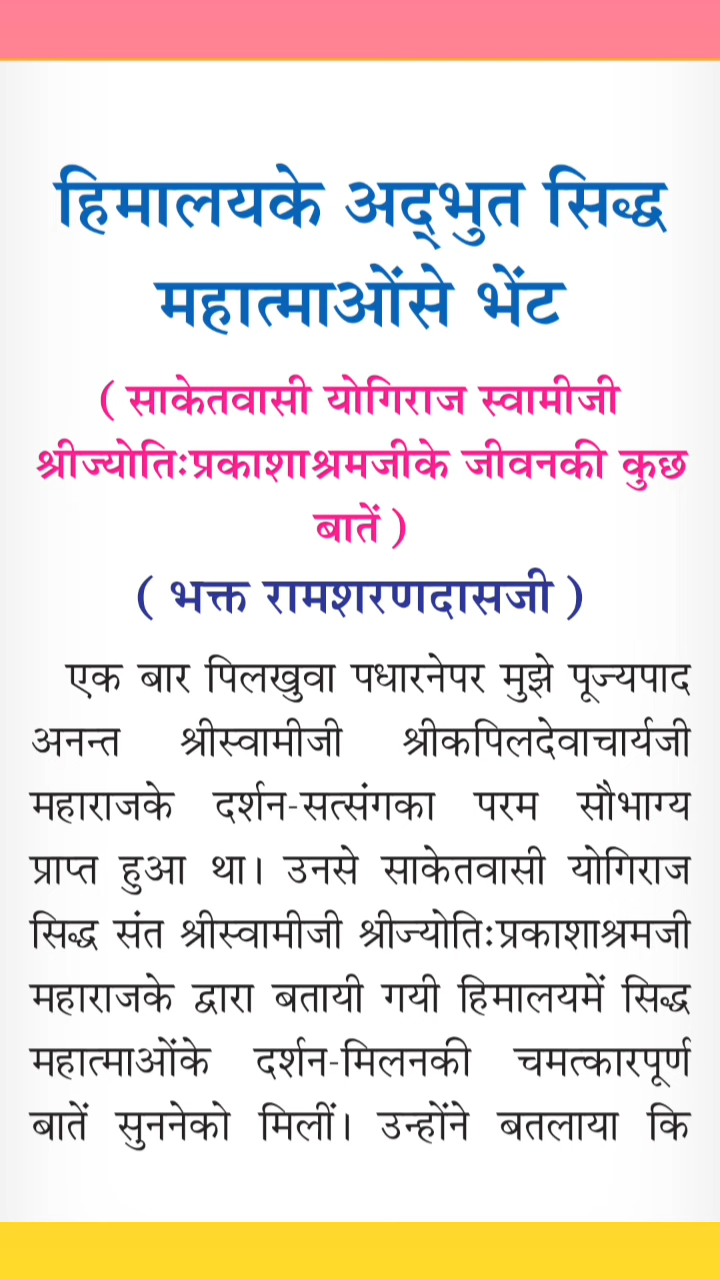 हिमालयके अद्‌भुत सिद्ध
महात्माओंसे भेंट
( साकेतवासी योगिराज स्वामीजी
श्रीज्योतिःप्रकाशाश्रमजीके जीवनकी कुछ
बातें )
( भक्त रामशरणदासजी )
एक बार पिलखुवा पधारनेपर मुझे पूज्यपाद
अनन्त श्रीस्वामीजी श्रीकपिलदेवाचार्यजी
महाराजके दर्शन-सत्संगका परम सौभाग्य
प्राप्त हुआ था। उनसे साकेतवासी योगिराज
सिद्ध संत श्रीस्वामीजी श्रीज्योतिःप्रकाशाश्रमजी
महाराजके द्वारा बतायी गयी हिमालयमें सिद्ध
महात्माओंके दर्शन-मिलनकी चमत्कारपूर्ण
बातें सुननेको मिलीं। उन्होंने बतलाया कि